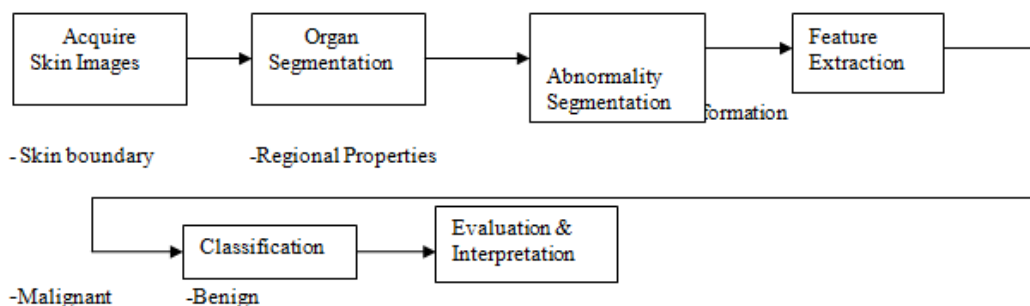 Acquire
Skin Images
Organ
Segmentation
Abnormality
Segmentation
Feature
Extraction
formation
- Skin boundary
-Regional Properties
Classification
Evaluation &
Interpretation
-Malignant
-Benign